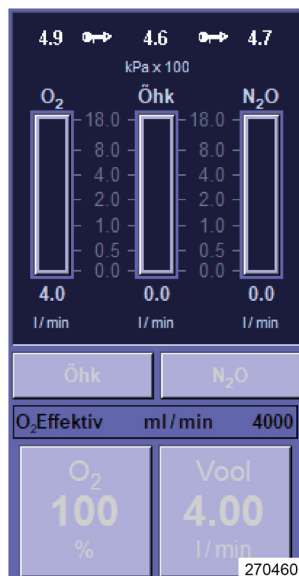 4.9 4.6 4.7
kPa x 100
O₂ Õhk N₂O
18.0 18.0
8.0 8.0
4.0 4.0
2.0 2.0
1.0 1.0
0.5 0.5
0.0 0.0
4.0 0.0 0.0
l/min l/min l/min
Õhk N₂O
O₂Effektiv ml/min 4000
O₂ Vool
100 4.00
% l/min
270460